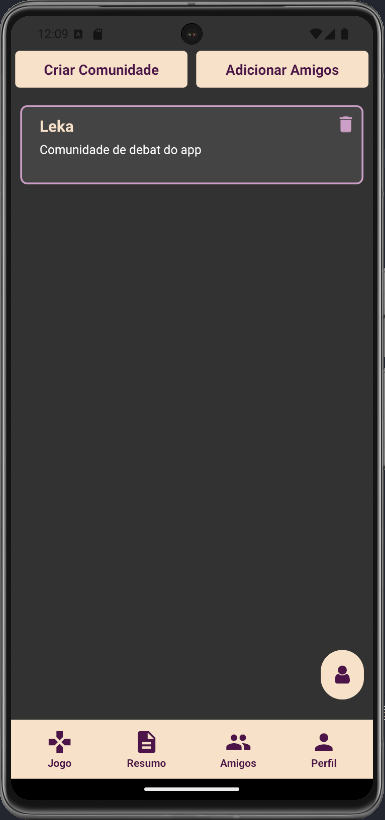 12:09
Criar Comunidade
Adicionar Amigos
Leka
Comunidade de debat do app
Jogo
Resumo
Amigos
Perfil